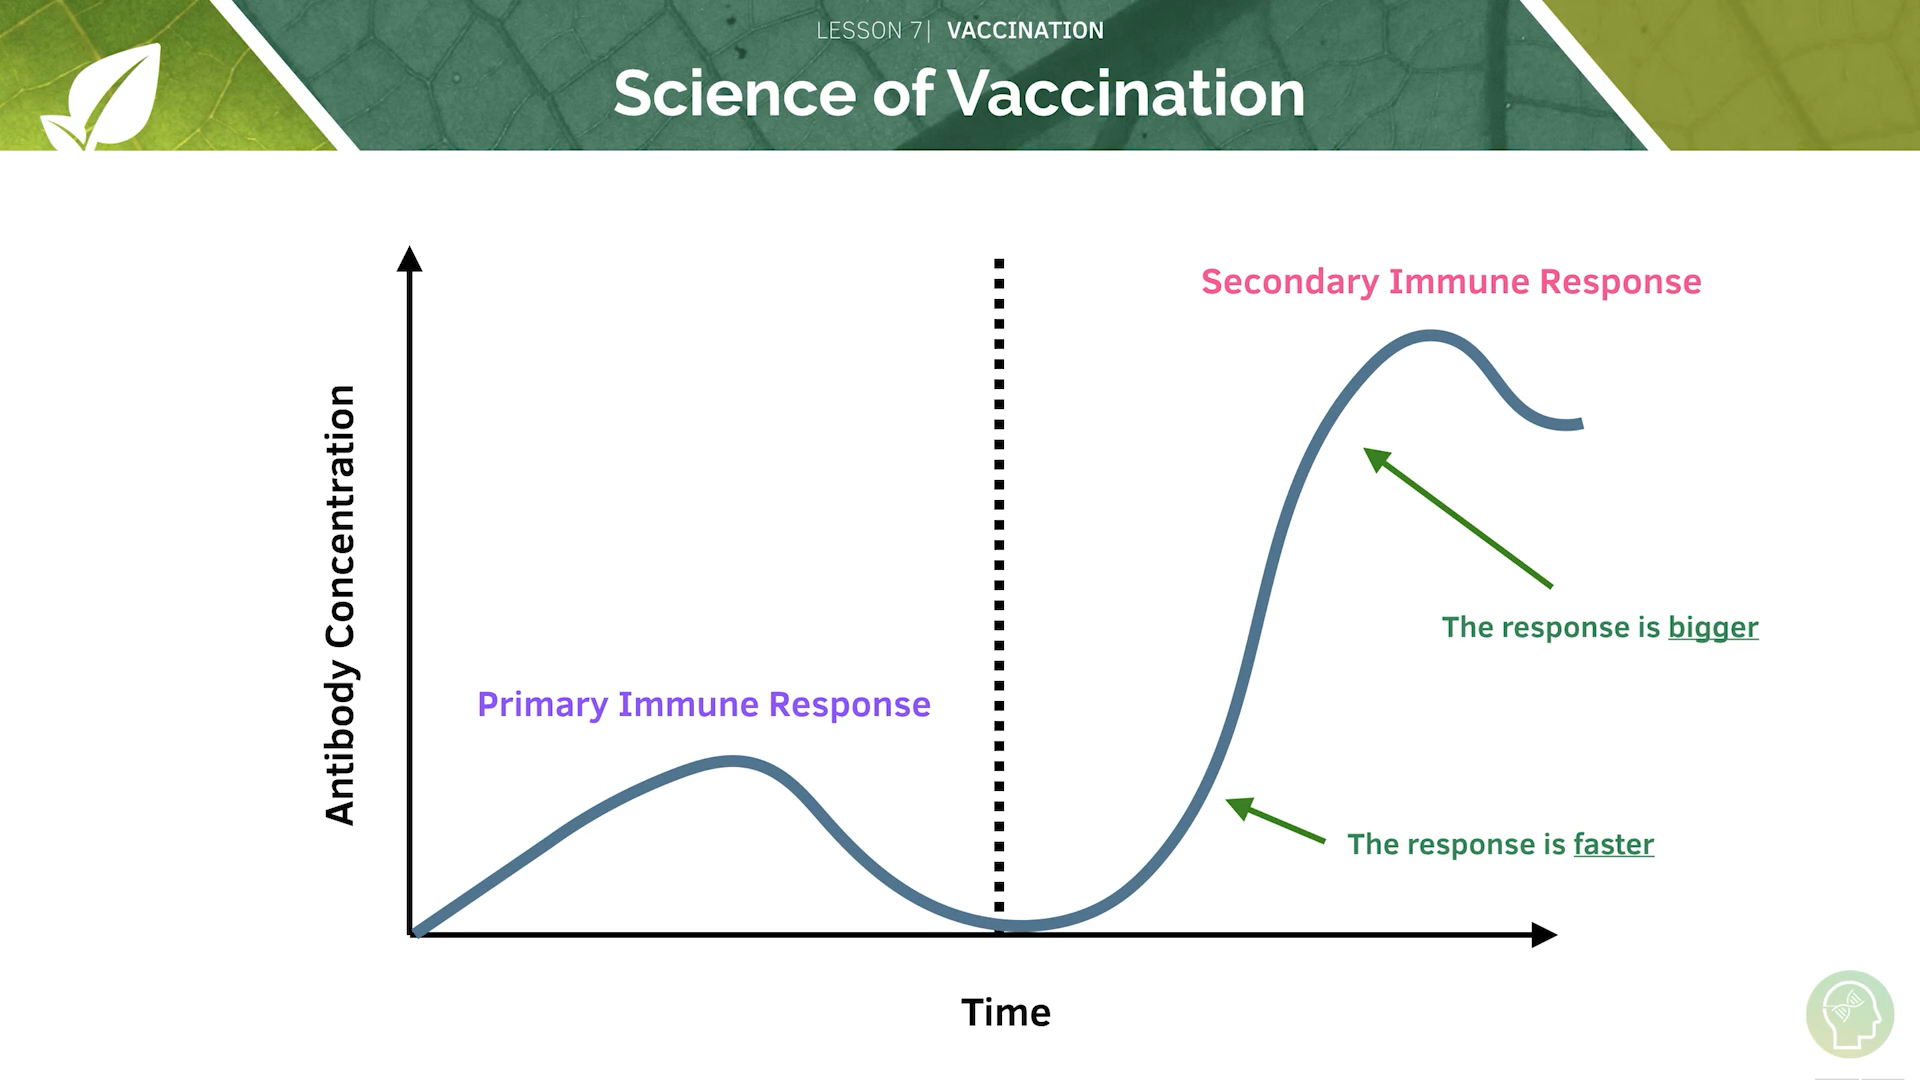 LESSON 7| VACCINATION
Science of Vaccination
Secondary Immune Response
Antibody Concentration
The response is bigger
Primary Immune Response
The response is faster
Time